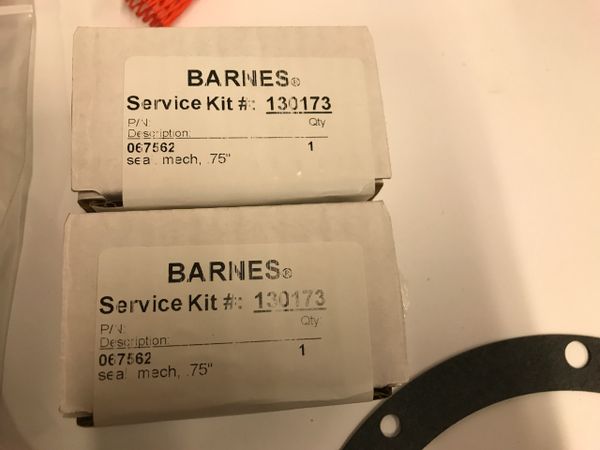 BARNES®
Service Kit #: 130173
P/N: Qty
Description:
067562 1
seal, mech, .75"
BARNES®
Service Kit #: 130173
P/N: Qty
Description:
067562 1
seal, mech, .75"